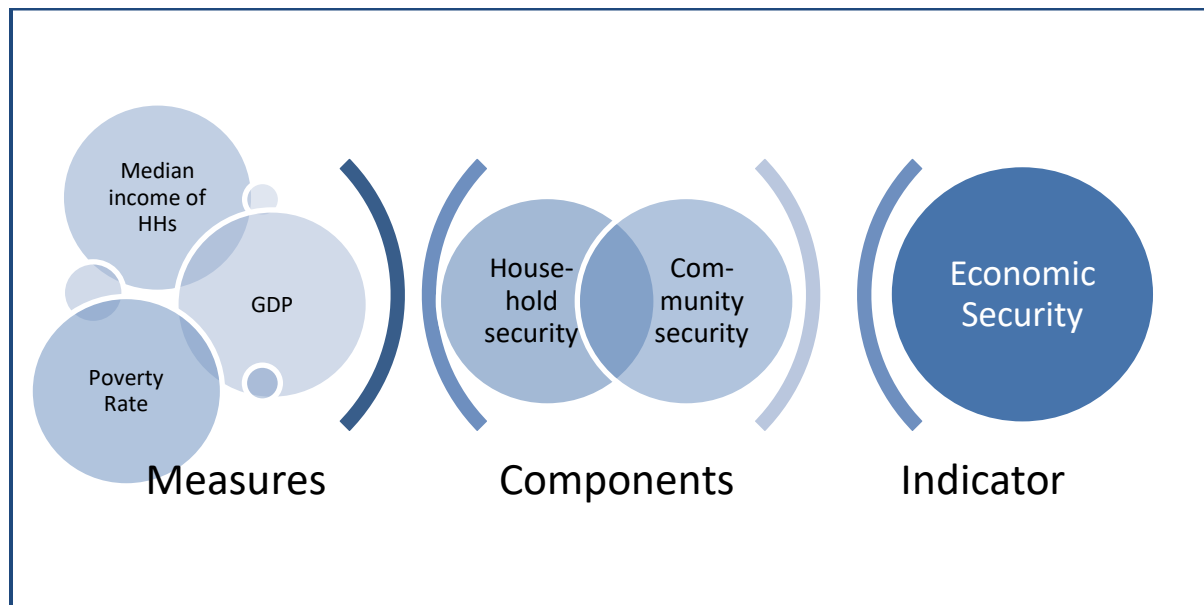 Median
income of
HHs
GDP
Poverty
Rate
Measures
House-
hold
security
Com-
munity
security
Components
Economic
Security
Indicator